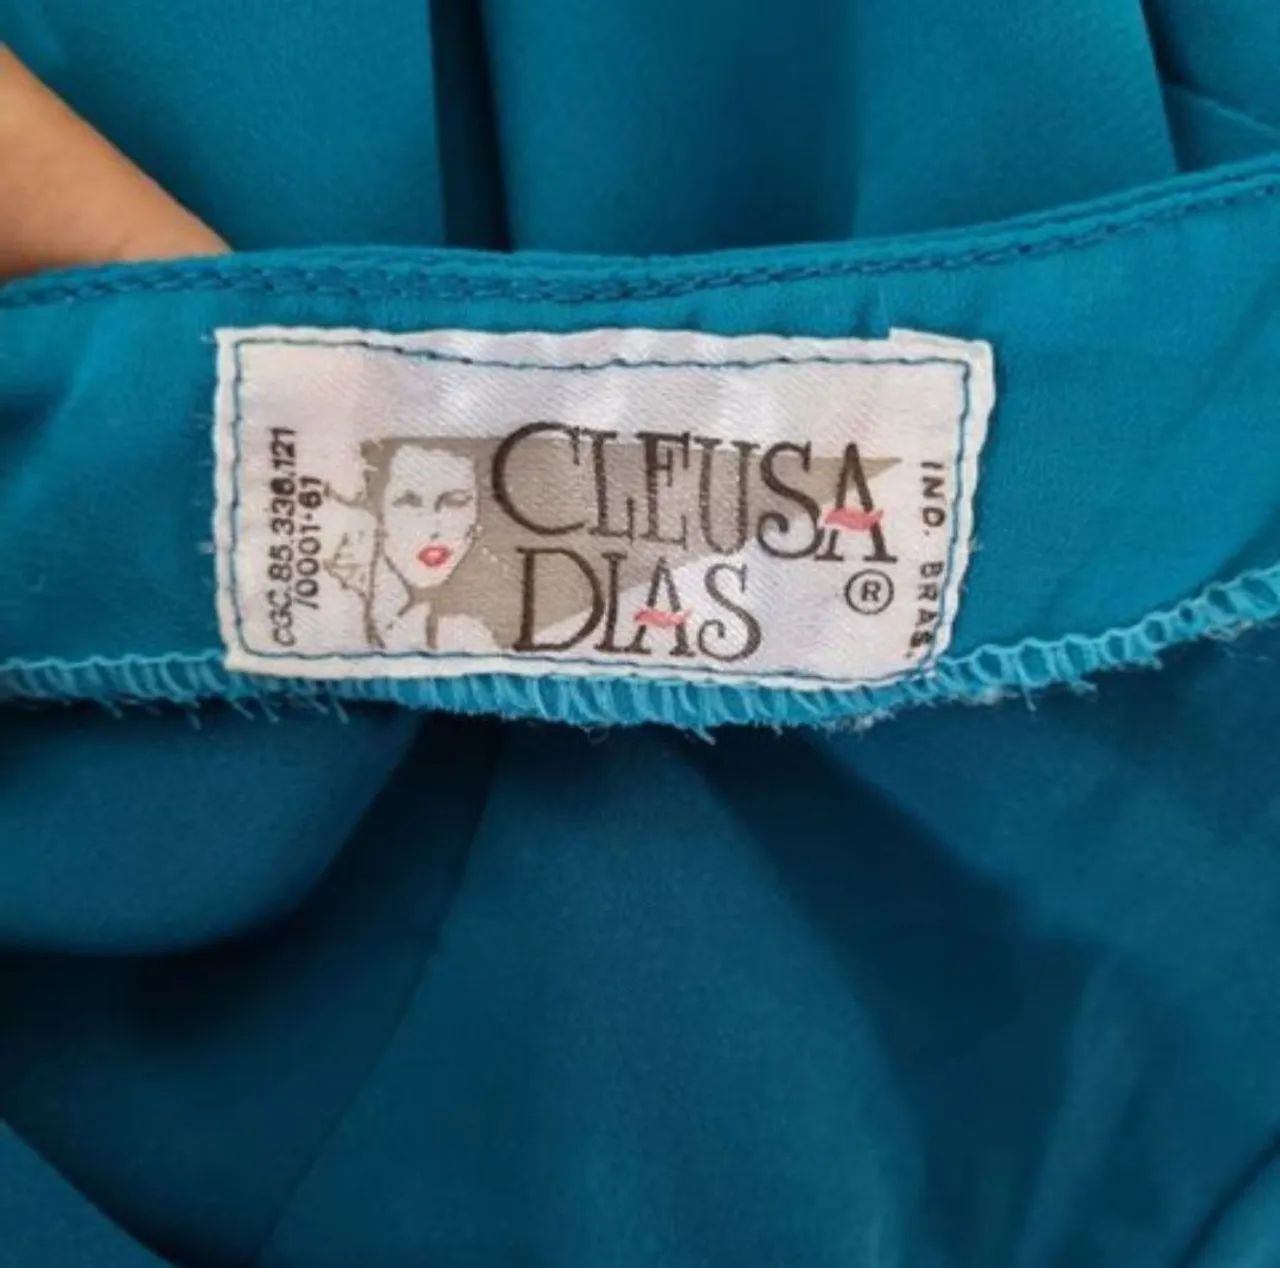 CGC.85.336.121
/0001-61
CLEUSA
DIAS
®
IND. BRAS.